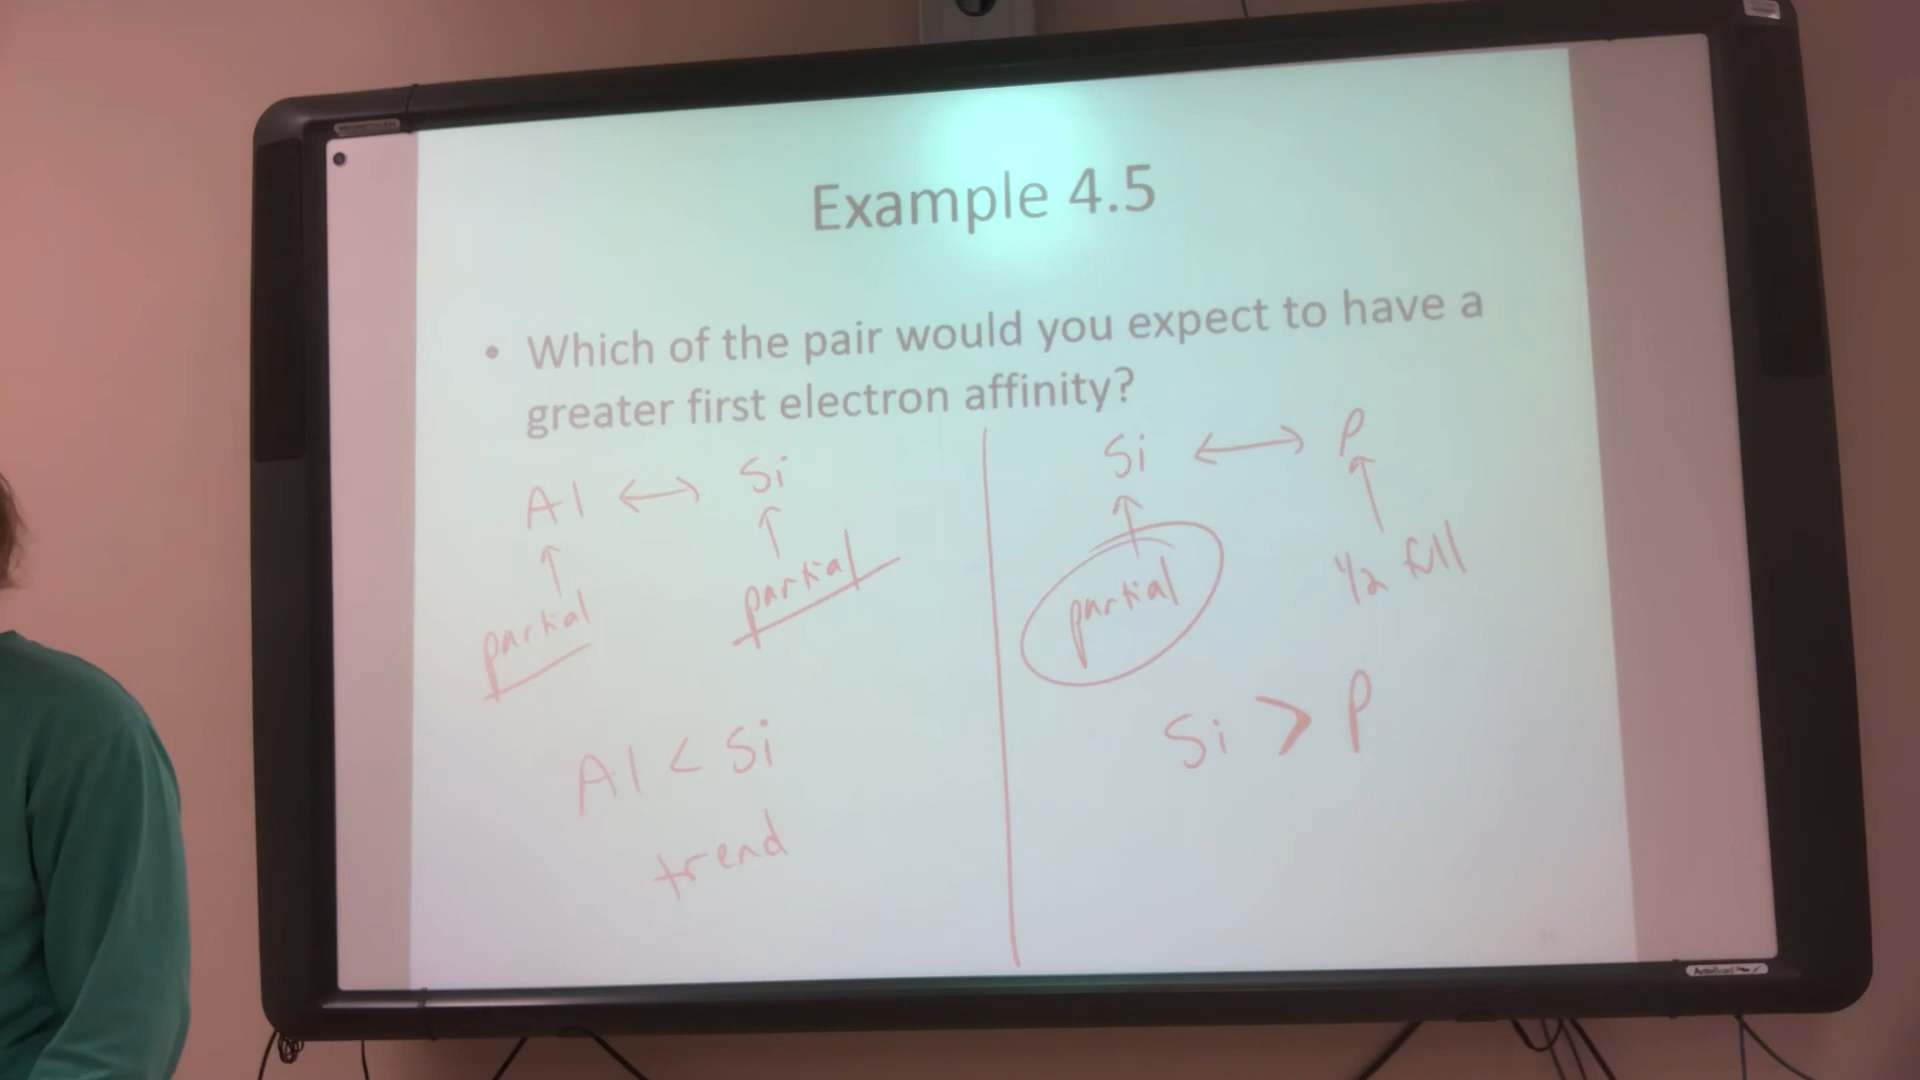 Example 4.5
• Which of the pair would you expect to have a
greater first electron affinity?
Al ↔ Si
partial partial
Al < Si
trend
Si ↔ P
partial 1/2 full
Si > P